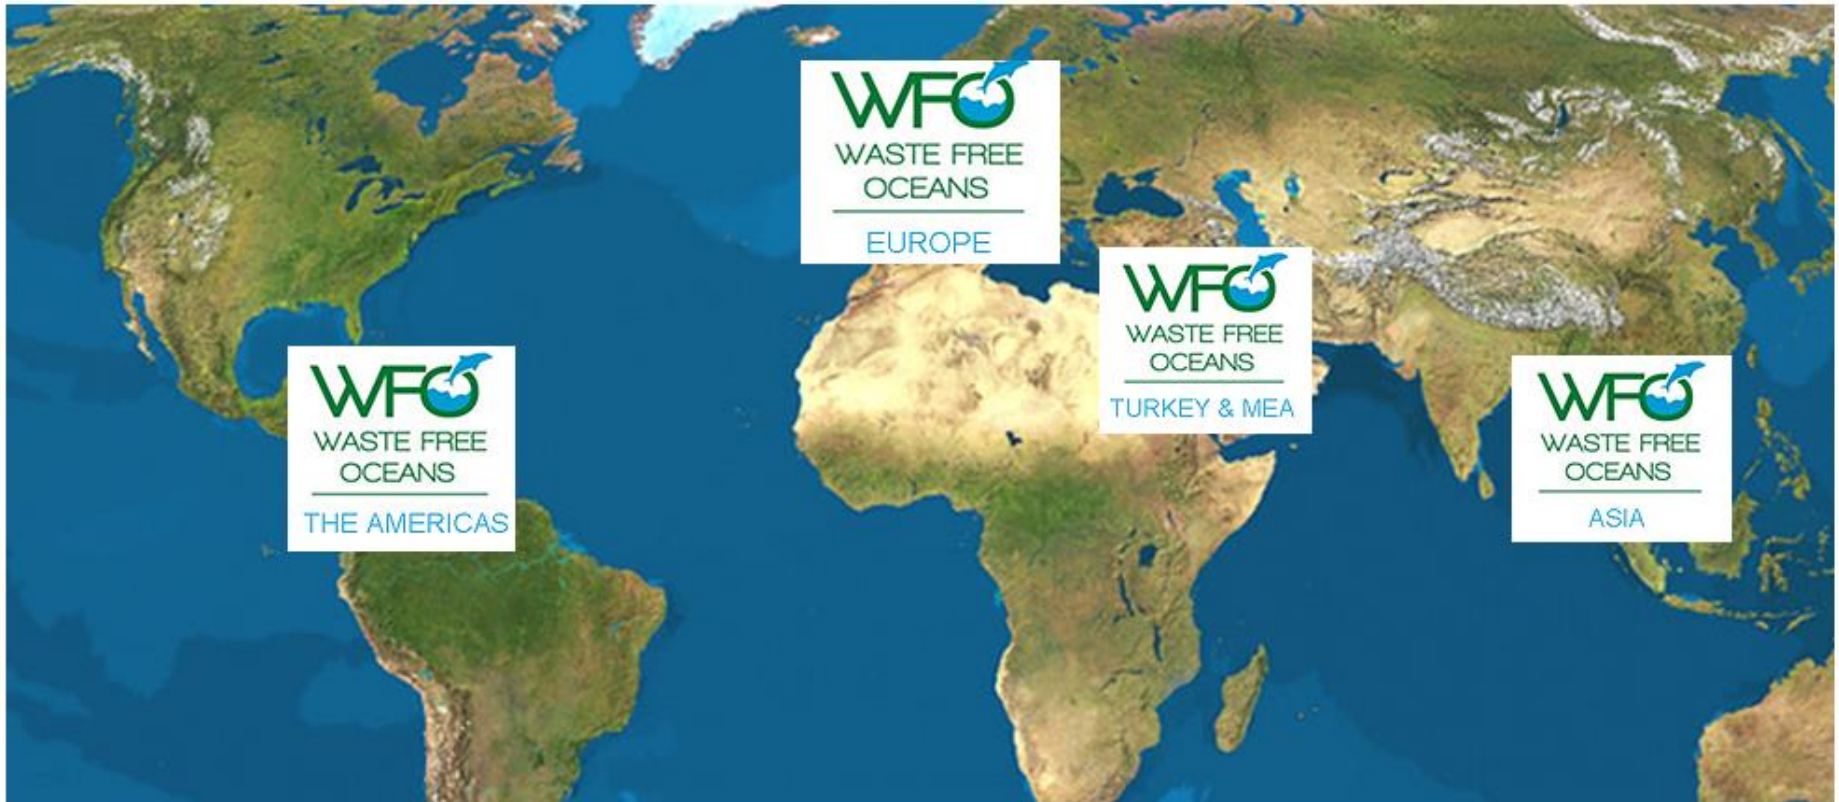 WFO
WASTE FREE
OCEANS
EUROPE
WFO
WASTE FREE
OCEANS
TURKEY & MEA
WFO
WASTE FREE
OCEANS
THE AMERICAS
WFO
WASTE FREE
OCEANS
ASIA